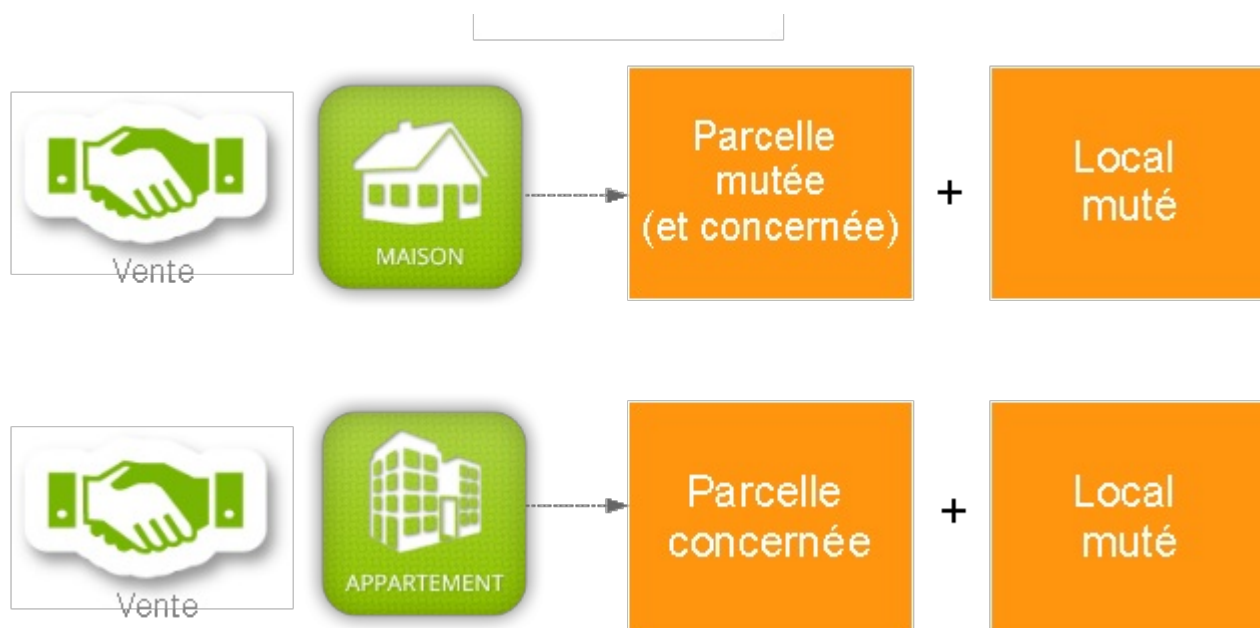 Vente
MAISON
Parcelle
mutée
(et concernée)
+
Local
muté
Vente
APPARTEMENT
Parcelle
concernée
+
Local
muté